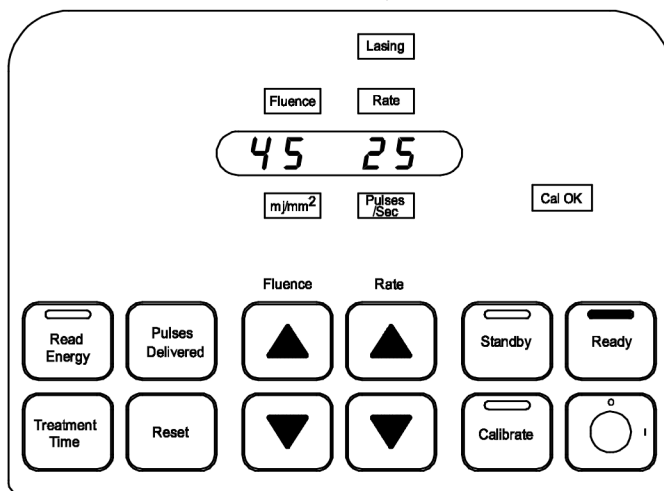 Lasing
Fluence Rate
45 25
mj/mm²
Pulses
/Sec
Cal OK
Fluence Rate
Read
Energy
Pulses
Delivered
Standby
Ready
Treatment
Time
Reset
Calibrate
O
I